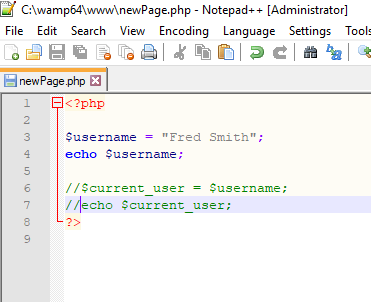 C:\wamp64\www\newPage.php - Notepad++ [Administrator]
File Edit Search View Encoding Language Settings Tools
newPage.php
1 <?php
2
3 $username = "Fred Smith";
4 echo $username;
5
6 //$current_user = $username;
7 //echo $current_user;
8 ?>
9